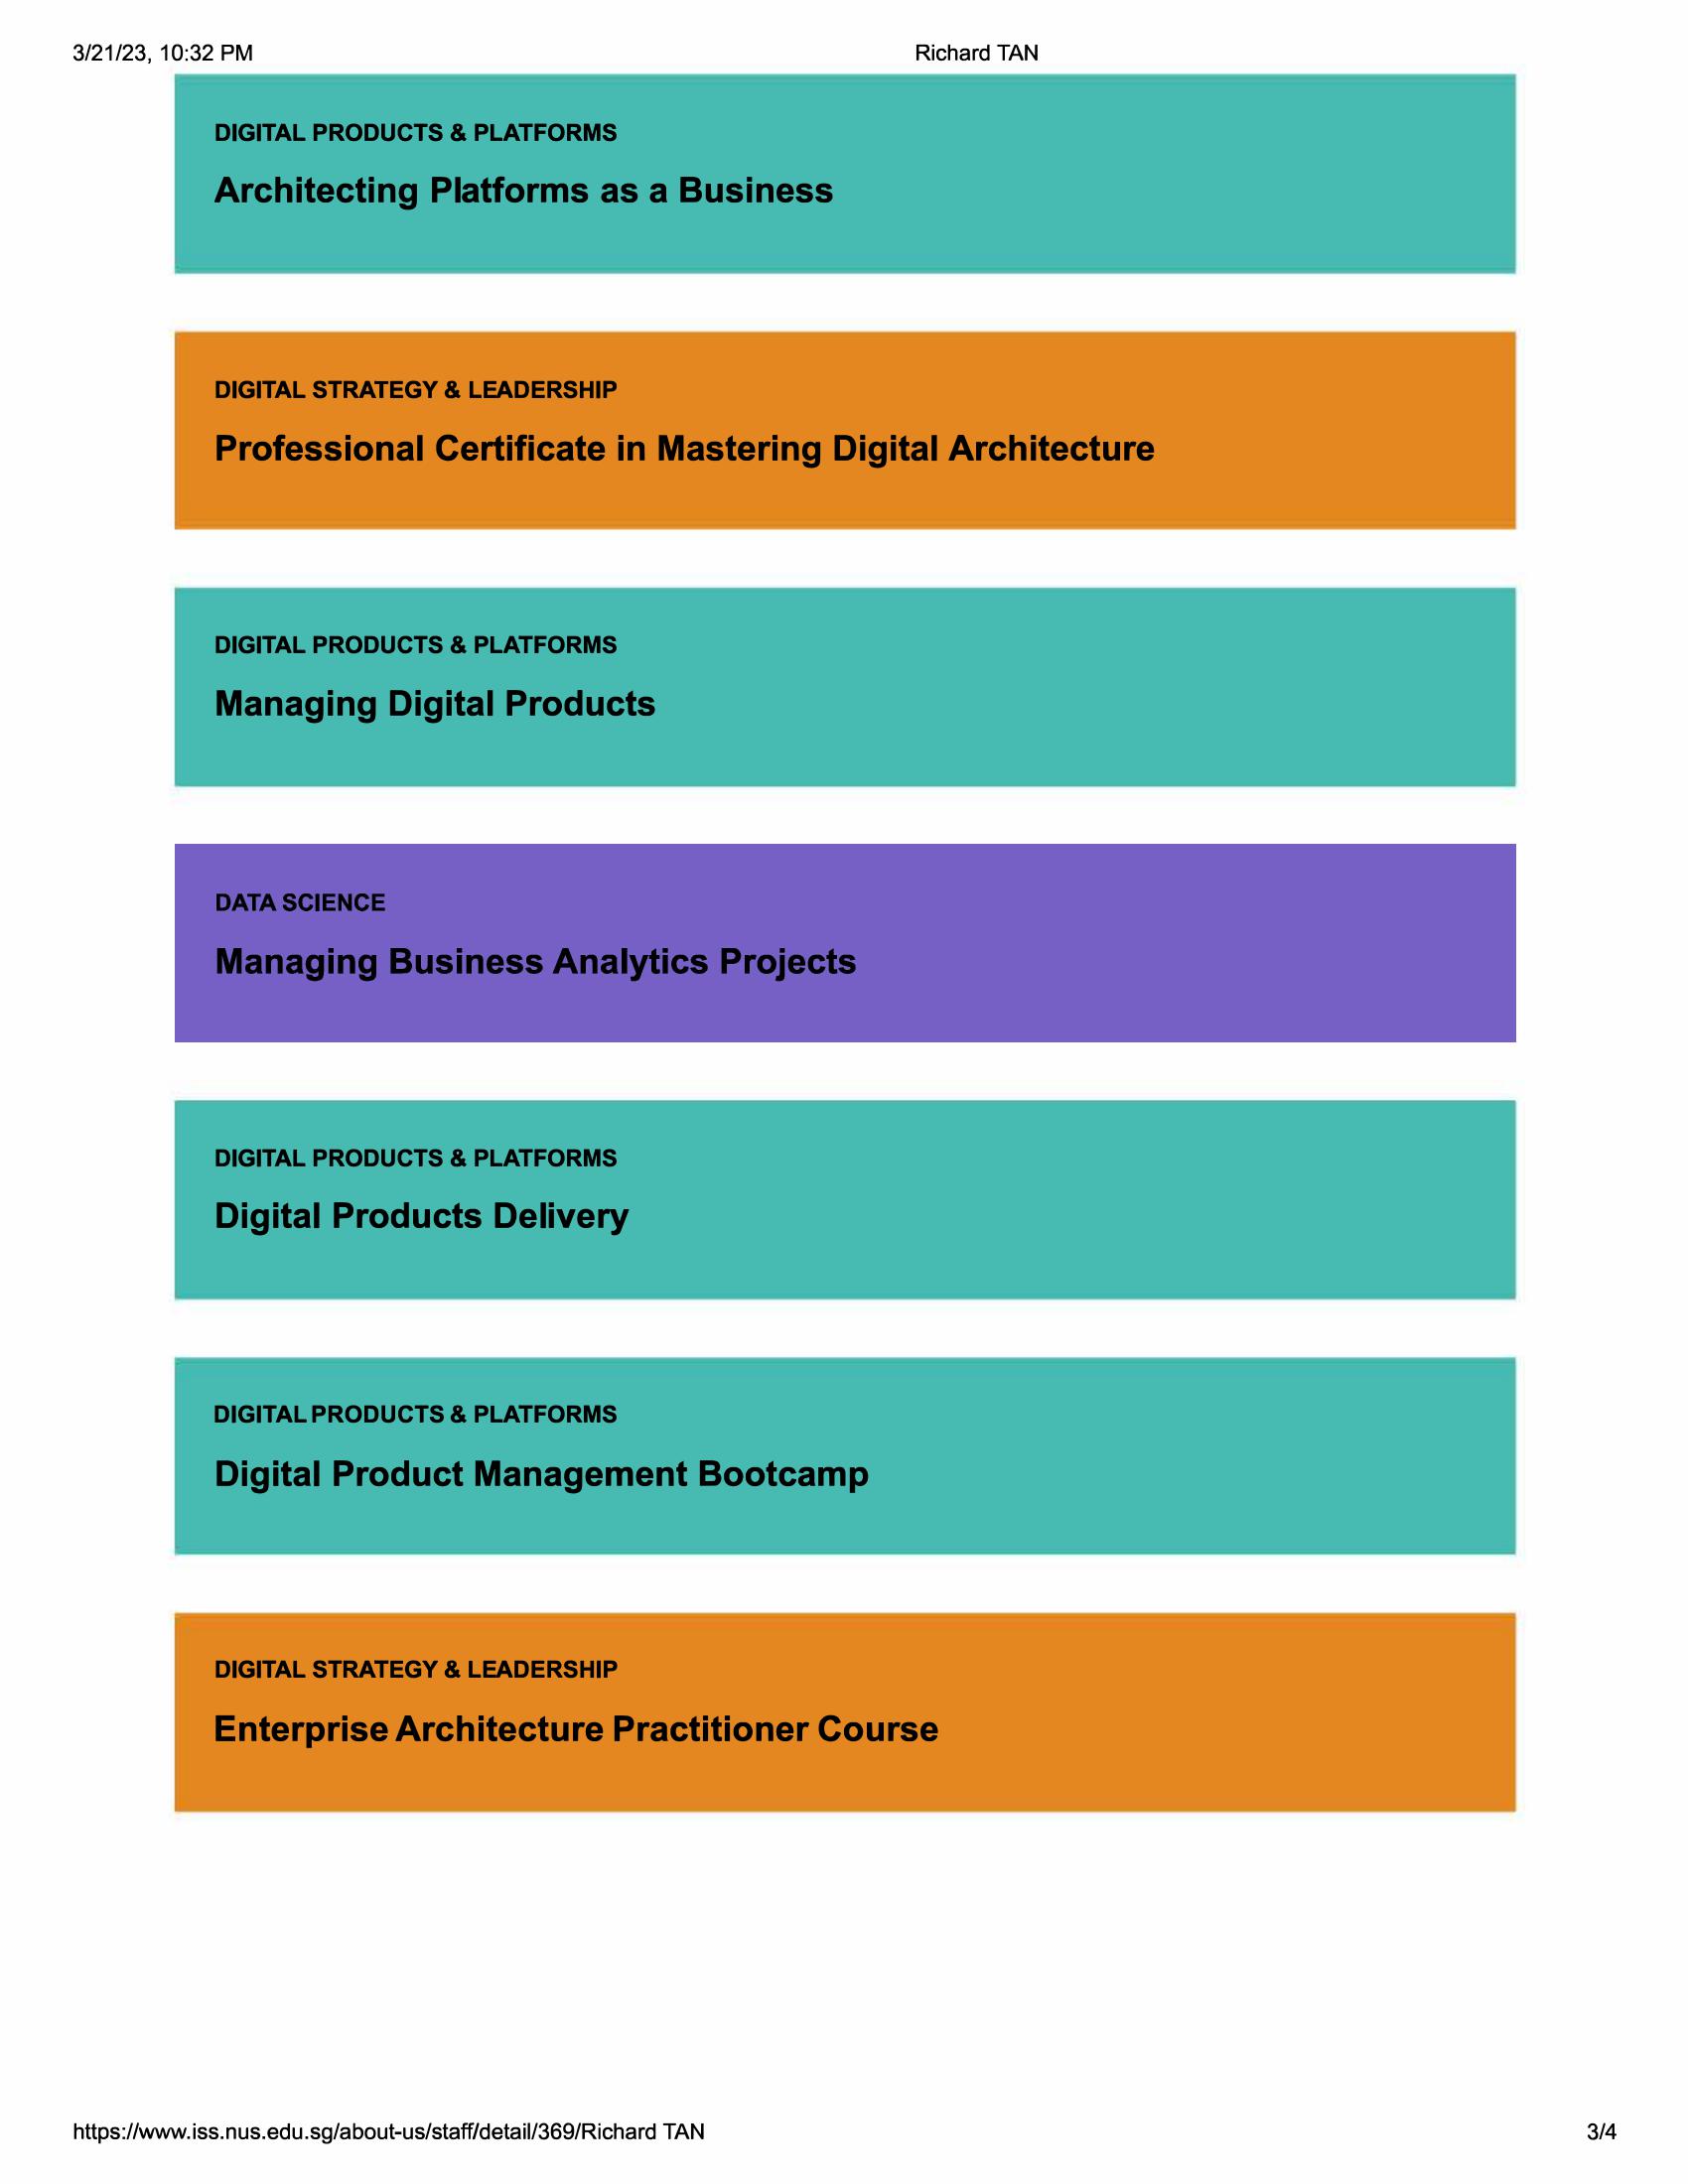 3/21/23, 10:32 PM Richard TAN
DIGITAL PRODUCTS & PLATFORMS
Architecting Platforms as a Business
DIGITAL STRATEGY & LEADERSHIP
Professional Certificate in Mastering Digital Architecture
DIGITAL PRODUCTS & PLATFORMS
Managing Digital Products
DATA SCIENCE
Managing Business Analytics Projects
DIGITAL PRODUCTS & PLATFORMS
Digital Products Delivery
DIGITAL PRODUCTS & PLATFORMS
Digital Product Management Bootcamp
DIGITAL STRATEGY & LEADERSHIP
Enterprise Architecture Practitioner Course
https://www.iss.nus.edu.sg/about-us/staff/detail/369/Richard TAN 3/4